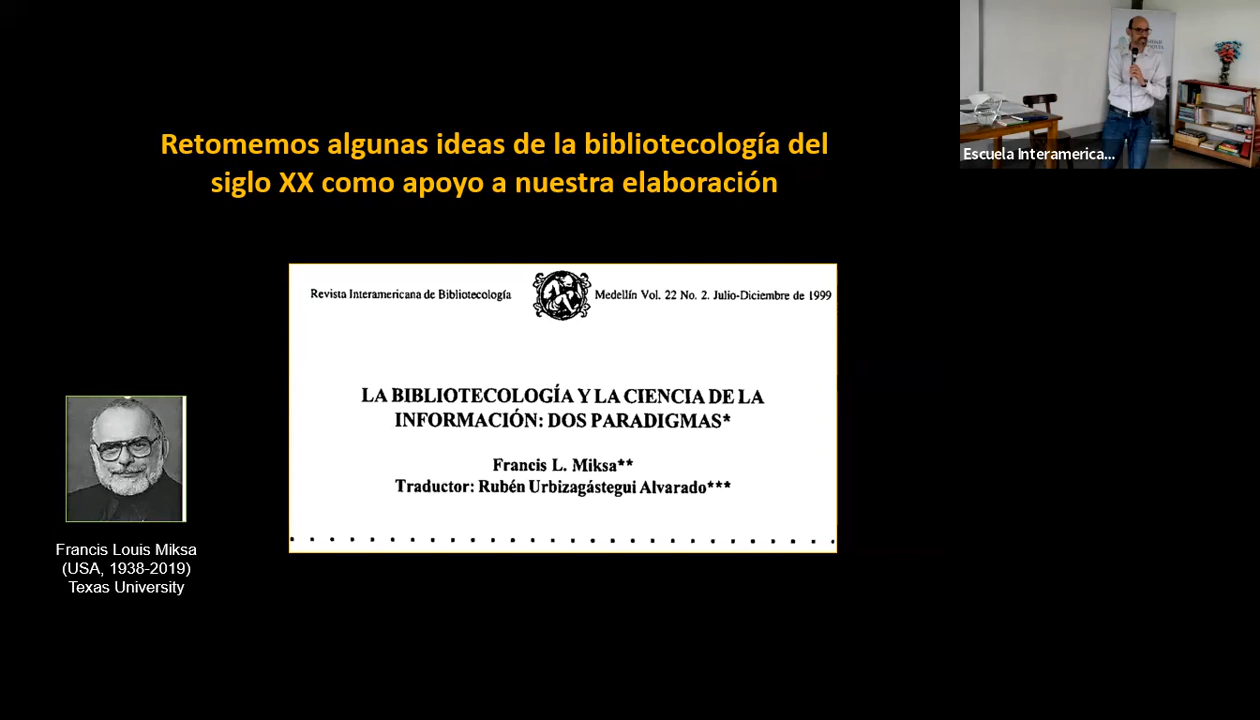 Retomemos algunas ideas de la bibliotecología del
siglo XX como apoyo a nuestra elaboración
Escuela Interamerica...
Revista Interamericana de Bibliotecología
Medellín Vol. 22 No. 2. Julio-Diciembre de 1999
LA BIBLIOTECOLOGÍA Y LA CIENCIA DE LA
INFORMACIÓN: DOS PARADIGMAS*
Francis L. Miksa**
Traductor: Rubén Urbizagástegui Alvarado***
Francis Louis Miksa
(USA, 1938-2019)
Texas University